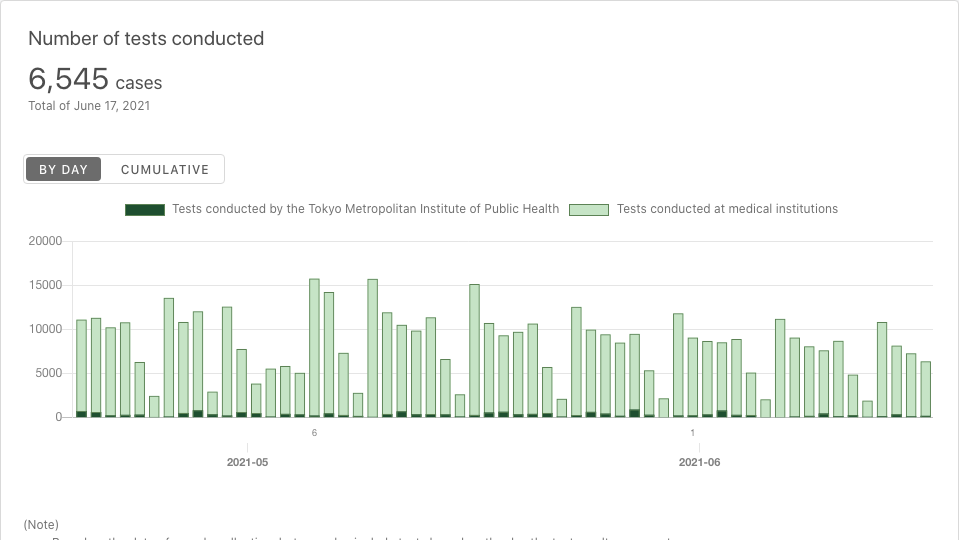 Number of tests conducted
6,545 cases
Total of June 17, 2021
BY DAY CUMULATIVE
Tests conducted by the Tokyo Metropolitan Institute of Public Health Tests conducted at medical institutions
20000
15000
10000
5000
0
6 1
2021-05 2021-06
(Note)